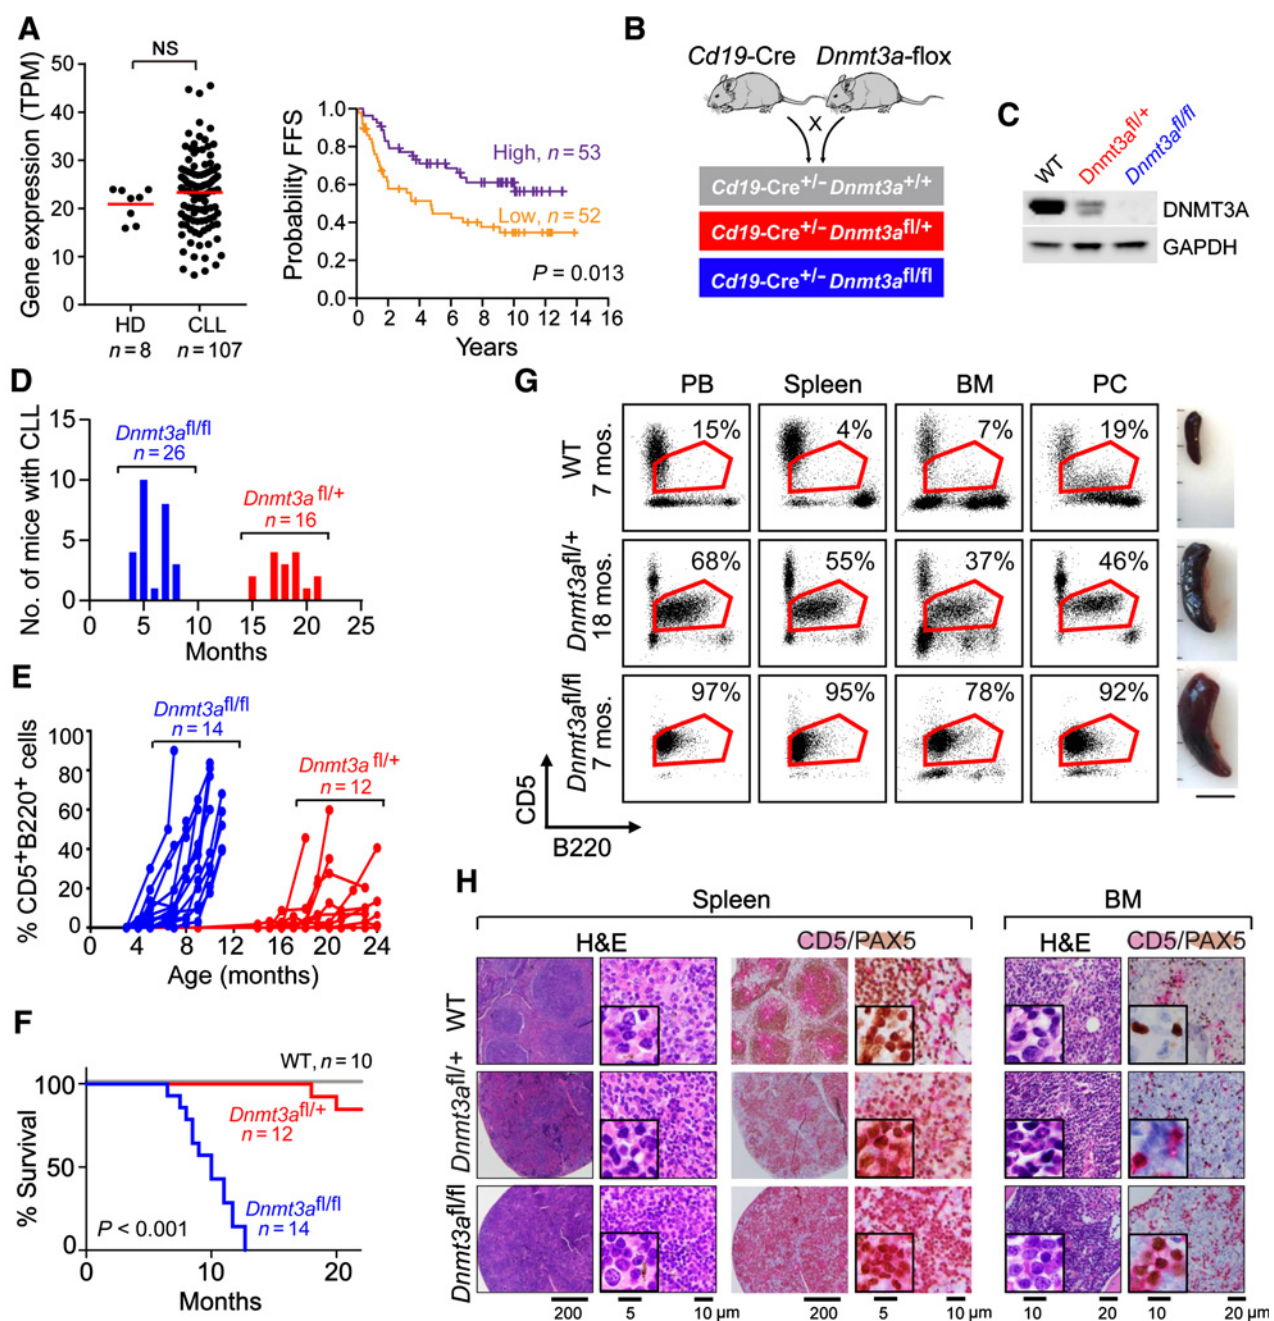 A
NS
Gene expression (TPM)
50
40
30
20
10
0
HD
CLL
n = 8
n = 107
Probability FFS
1.0
0.8
0.6
0.4
0.2
0.0
High, n = 53
Low, n = 52
P = 0.013
0 2 4 6 8 10 12 14 16
Years
B
Cd19-Cre
Dnmt3a-flox
X
Cd19-Cre+/– Dnmt3a+/+
Cd19-Cre+/– Dnmt3afl/+
Cd19-Cre+/– Dnmt3afl/fl
C
WT
Dnmt3afl/+
Dnmt3afl/fl
DNMT3A
GAPDH
D
No. of mice with CLL
15
10
5
0
Dnmt3afl/fl
n = 26
Dnmt3afl/+
n = 16
0 5 10 15 20 25
Months
E
% CD5+B220+ cells
100
80
60
40
20
0
Dnmt3afl/fl
n = 14
Dnmt3afl/+
n = 12
0 4 8 12 16 20 24
Age (months)
F
% Survival
100
50
0
WT, n = 10
Dnmt3afl/+
n = 12
Dnmt3afl/fl
n = 14
P < 0.001
0 10 20
Months
G
PB Spleen BM PC
WT
7 mos.
15% 4% 7% 19%
Dnmt3afl/+
18 mos.
68% 55% 37% 46%
Dnmt3afl/fl
7 mos.
97% 95% 78% 92%
CD5
B220
H
Spleen BM
H&E CD5/PAX5 H&E CD5/PAX5
WT
Dnmt3afl/+
Dnmt3afl/fl
200 5 10 µm 200 5 10 µm 10 20 10 20 µm